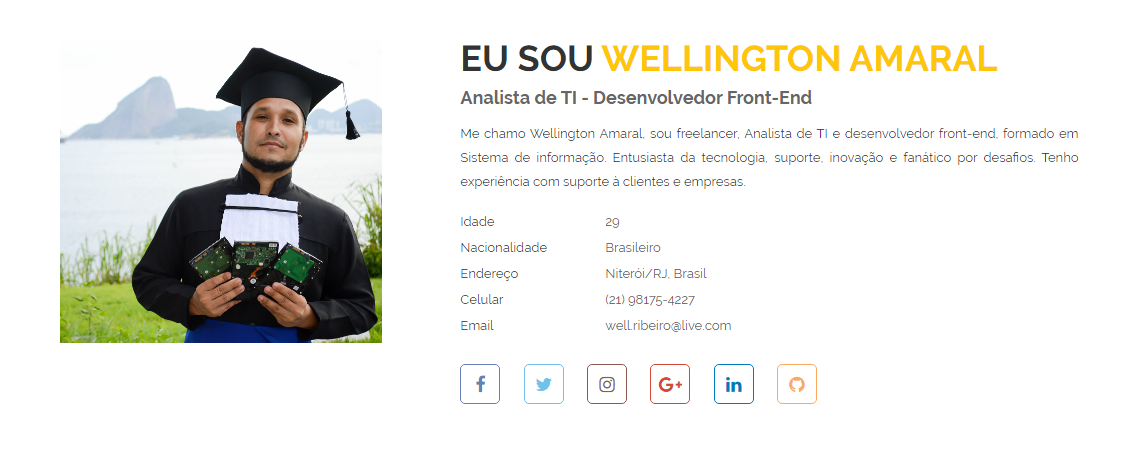 EU SOU WELLINGTON AMARAL
Analista de TI - Desenvolvedor Front-End
Me chamo Wellington Amaral, sou freelancer, Analista de TI e desenvolvedor front-end, formado em
Sistema de informação. Entusiasta da tecnologia, suporte, inovação e fanático por desafios. Tenho
experiência com suporte à clientes e empresas.
Idade 29
Nacionalidade Brasileiro
Endereço Niterói/RJ, Brasil
Celular (21) 98175-4227
Email well.ribeiro@live.com
f G+ in